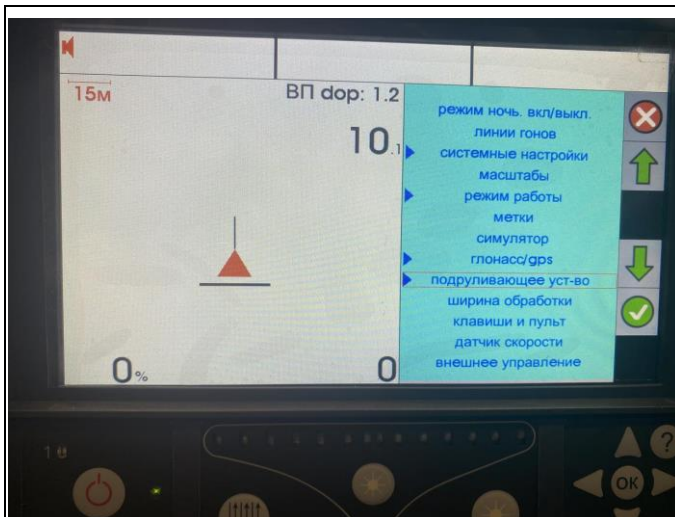 15м
ВП dop: 1.2
10.1
0%
0
режим ночь. вкл/выкл.
линии гонов
системные настройки
масштабы
режим работы
метки
симулятор
глонасс/gps
подруливающее уст-во
ширина обработки
клавиши и пульт
датчик скорости
внешнее управление
?
OK